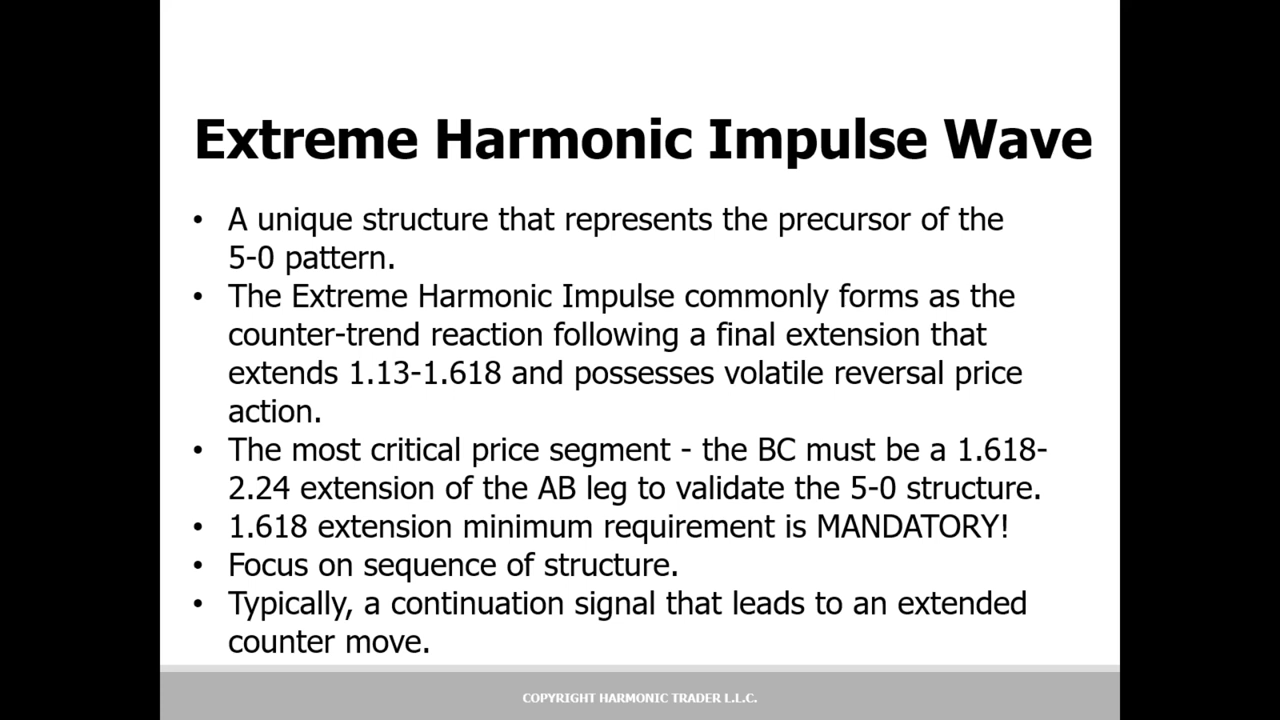 Extreme Harmonic Impulse Wave
• A unique structure that represents the precursor of the
5-0 pattern.
• The Extreme Harmonic Impulse commonly forms as the
counter-trend reaction following a final extension that
extends 1.13-1.618 and possesses volatile reversal price
action.
• The most critical price segment - the BC must be a 1.618-
2.24 extension of the AB leg to validate the 5-0 structure.
• 1.618 extension minimum requirement is MANDATORY!
• Focus on sequence of structure.
• Typically, a continuation signal that leads to an extended
counter move.
COPYRIGHT HARMONIC TRADER L.L.C.